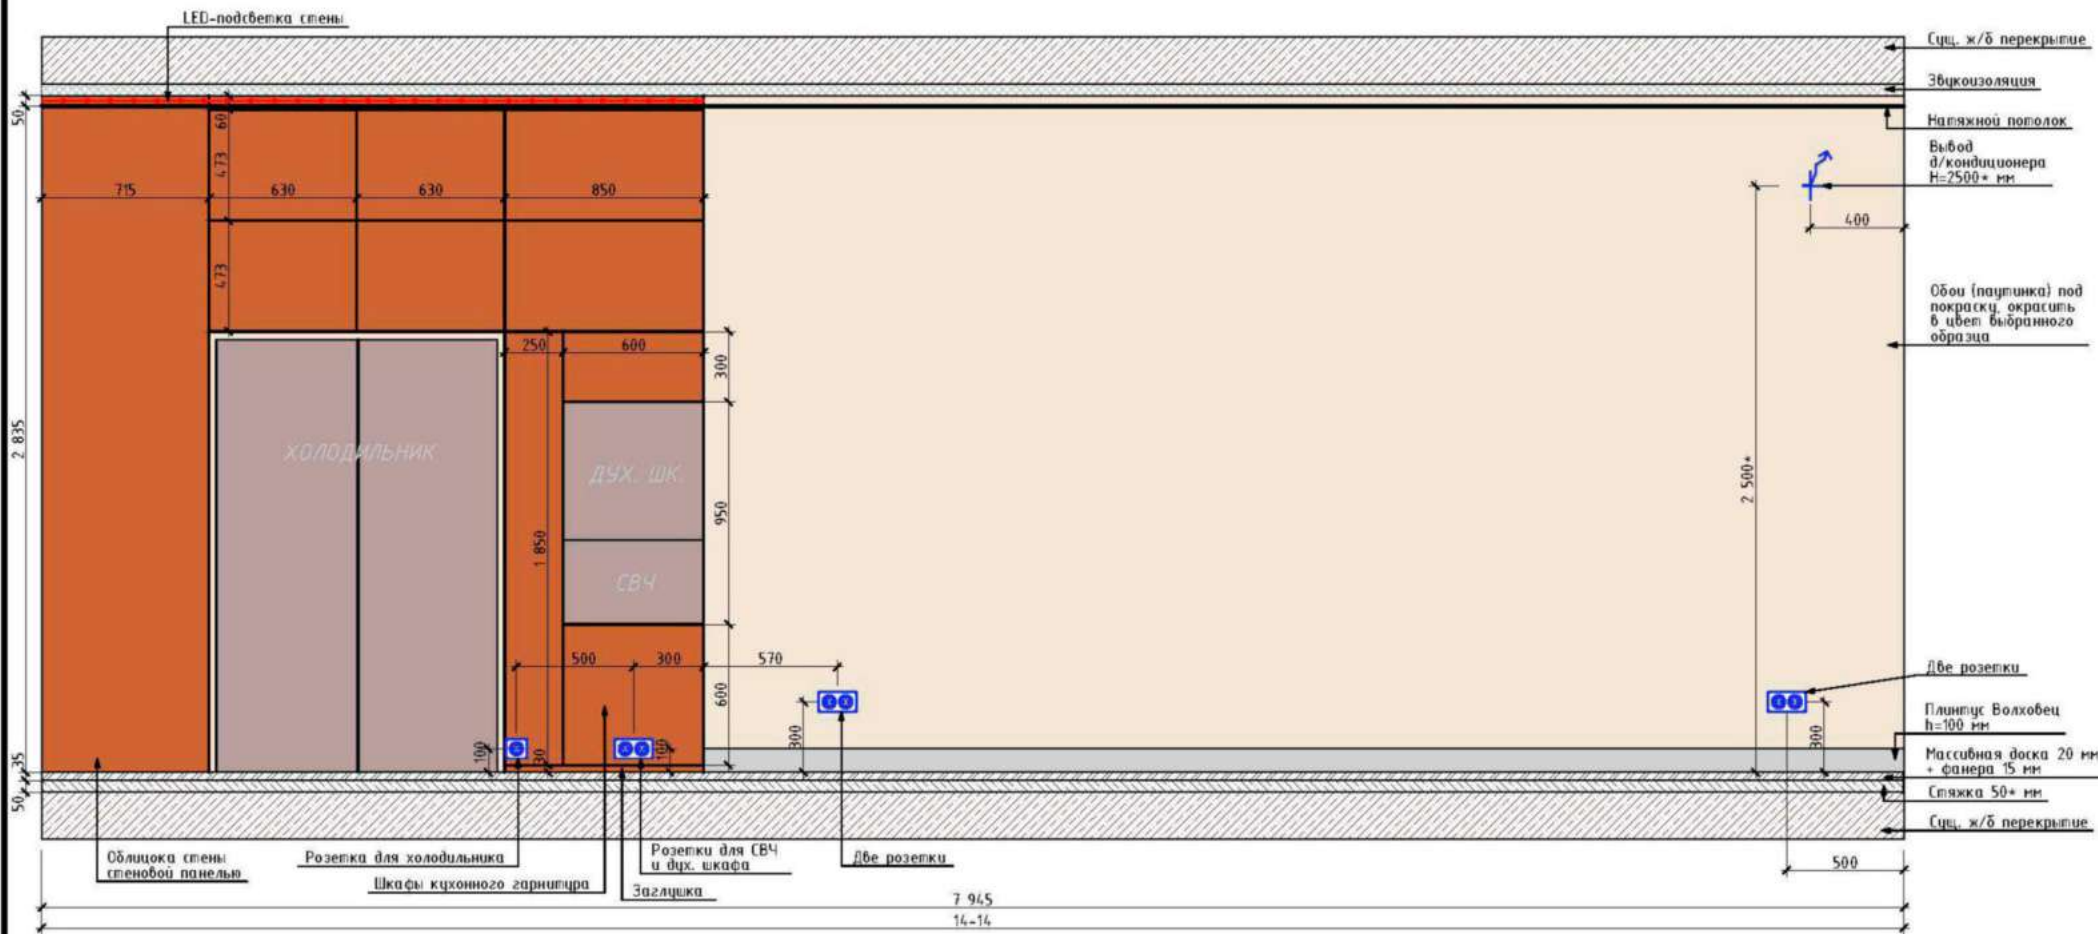 LED-подсветка стены
Сущ. ж/б перекрытие
Звукоизоляция
Натяжной потолок
Вывод
д/кондиционера
H=2500* мм
50
60
473
715
630
630
850
400
473
Обои (паутинка) под
покраску, окрасить
в цвет выбранного
образца
250
600
300
2 835
ХОЛОДИЛЬНИК
ДУХ. ШК.
2 500*
950
1 850
СВЧ
500
300
570
600
Две розетки
Плинтус Волховец
h=100 мм
300
300
100
30
100
35
Массивная доска 20 мм
+ фанера 15 мм
50
Стяжка 50* мм
Сущ. ж/б перекрытие
Облицока стены
стеновой панелью
Розетка для холодильника
Розетки для СВЧ
и дух. шкафа
Две розетки
500
Шкафы кухонного гарнитура
Заглушка
7 945
14-14